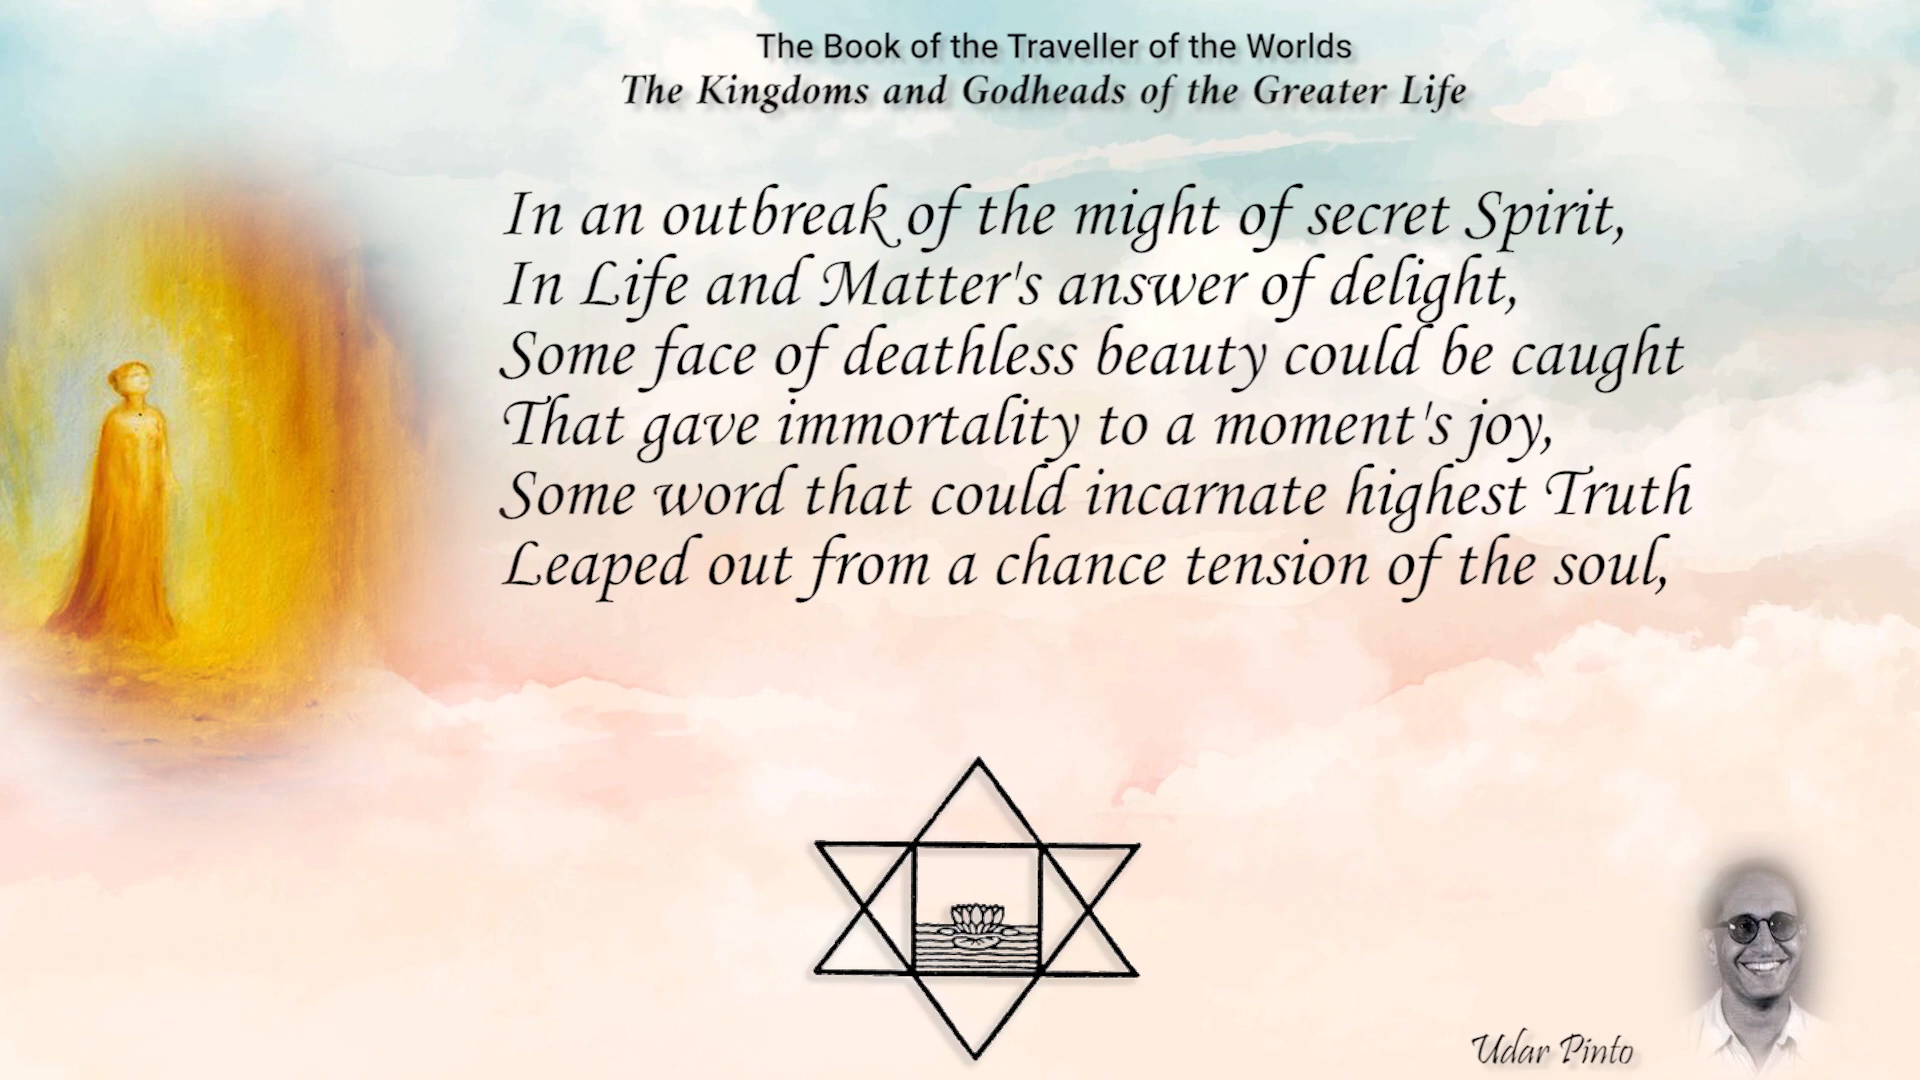 The Book of the Traveller of the Worlds
The Kingdoms and Godheads of the Greater Life
In an outbreak of the might of secret Spirit,
In Life and Matter's answer of delight,
Some face of deathless beauty could be caught
That gave immortality to a moment's joy,
Some word that could incarnate highest Truth
Leaped out from a chance tension of the soul,
Udar Pinto